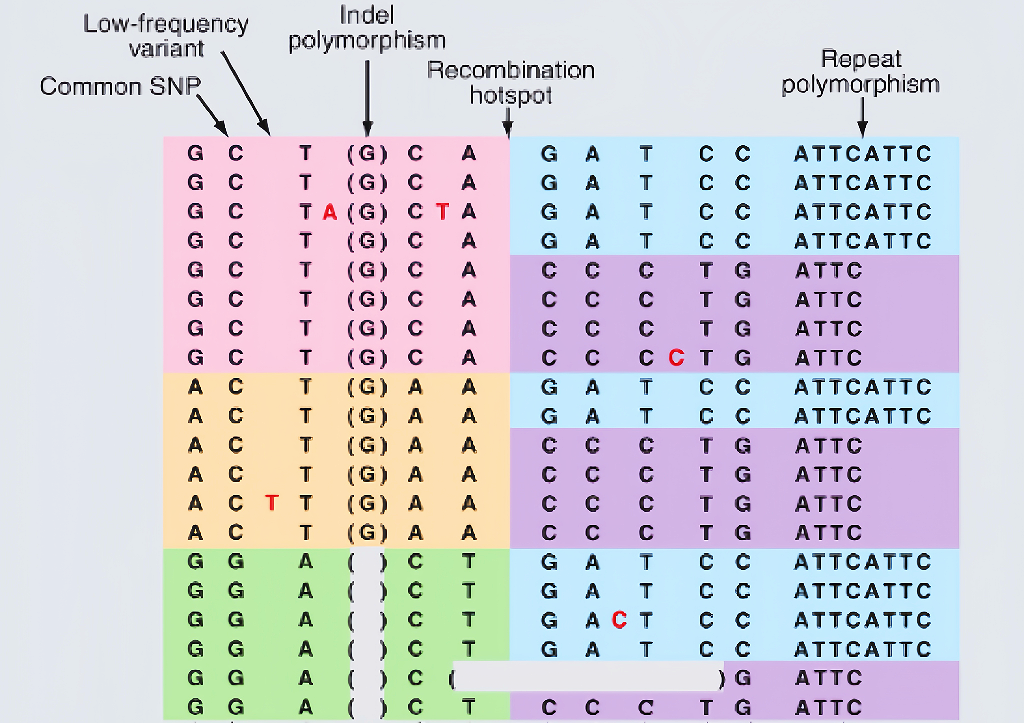 Indel
polymorphism
Low-frequency
variant
Common SNP
Recombination
hotspot
Repeat
polymorphism
G C T (G) C A G A T C C ATTCATTC
G C T (G) C A G A T C C ATTCATTC
G C T A (G) C T A G A T C C ATTCATTC
G C T (G) C A G A T C C ATTCATTC
G C T (G) C A C C C T G ATTC
G C T (G) C A C C C T G ATTC
G C T (G) C A C C C T G ATTC
G C T (G) C A C C C C T G ATTC
A C T (G) A A G A T C C ATTCATTC
A C T (G) A A G A T C C ATTCATTC
A C T (G) A A C C C T G ATTC
A C T (G) A A C C C T G ATTC
A C T T (G) A A C C C T G ATTC
A C T (G) A A C C C T G ATTC
G G A ( ) C T G A T C C ATTCATTC
G G A ( ) C T G A T C C ATTCATTC
G G A ( ) C T G A C T C C ATTCATTC
G G A ( ) C T G A T C C ATTCATTC
G G A ( ) C ( ) G ATTC
G G A ( ) C T C C C T G ATTC